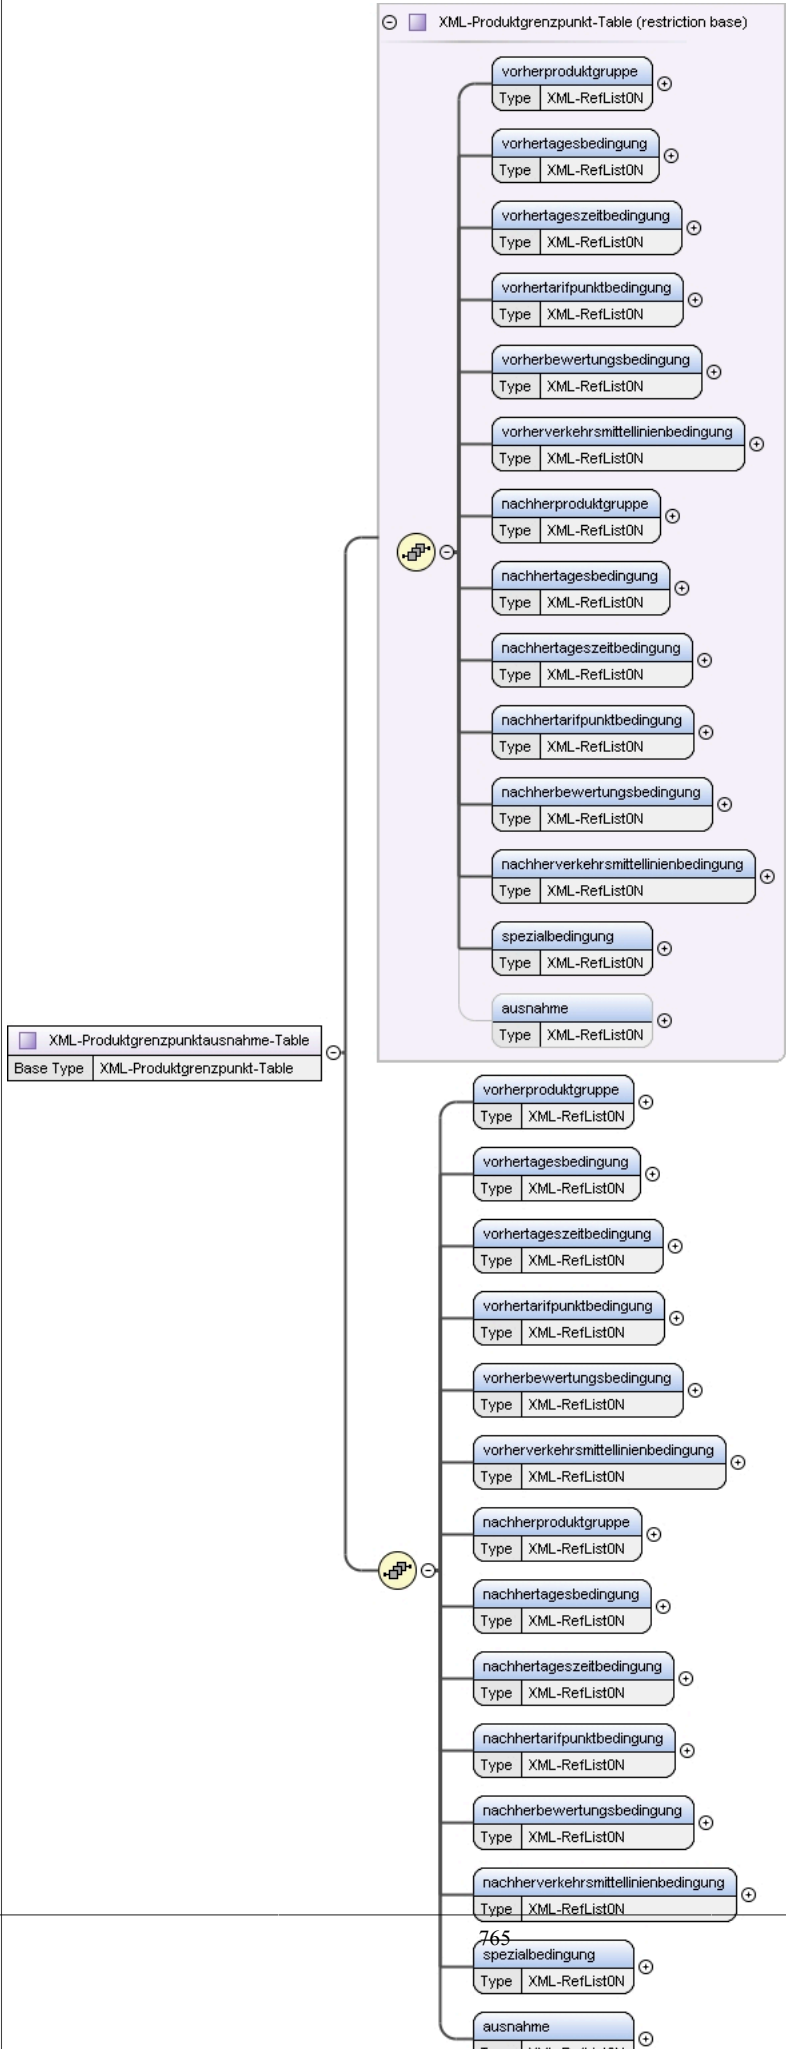 XML-Produktgrenzpunkt-Table (restriction base)
vorherproduktgruppe
Type XML-RefList0N
vorhertagesbedingung
Type XML-RefList0N
vorhertageszeitbedingung
Type XML-RefList0N
vorhertarifpunktbedingung
Type XML-RefList0N
vorherbewertungsbedingung
Type XML-RefList0N
vorherverkehrsmittellinienbedingung
Type XML-RefList0N
nachherproduktgruppe
Type XML-RefList0N
nachhertagesbedingung
Type XML-RefList0N
nachhertageszeitbedingung
Type XML-RefList0N
nachhertarifpunktbedingung
Type XML-RefList0N
nachherbewertungsbedingung
Type XML-RefList0N
nachherverkehrsmittellinienbedingung
Type XML-RefList0N
spezialbedingung
Type XML-RefList0N
ausnahme
Type XML-RefList0N
XML-Produktgrenzpunktausnahme-Table
Base Type XML-Produktgrenzpunkt-Table
vorherproduktgruppe
Type XML-RefList0N
vorhertagesbedingung
Type XML-RefList0N
vorhertageszeitbedingung
Type XML-RefList0N
vorhertarifpunktbedingung
Type XML-RefList0N
vorherbewertungsbedingung
Type XML-RefList0N
vorherverkehrsmittellinienbedingung
Type XML-RefList0N
nachherproduktgruppe
Type XML-RefList0N
nachhertagesbedingung
Type XML-RefList0N
nachhertageszeitbedingung
Type XML-RefList0N
nachhertarifpunktbedingung
Type XML-RefList0N
nachherbewertungsbedingung
Type XML-RefList0N
nachherverkehrsmittellinienbedingung
Type XML-RefList0N
765
spezialbedingung
Type XML-RefList0N
ausnahme